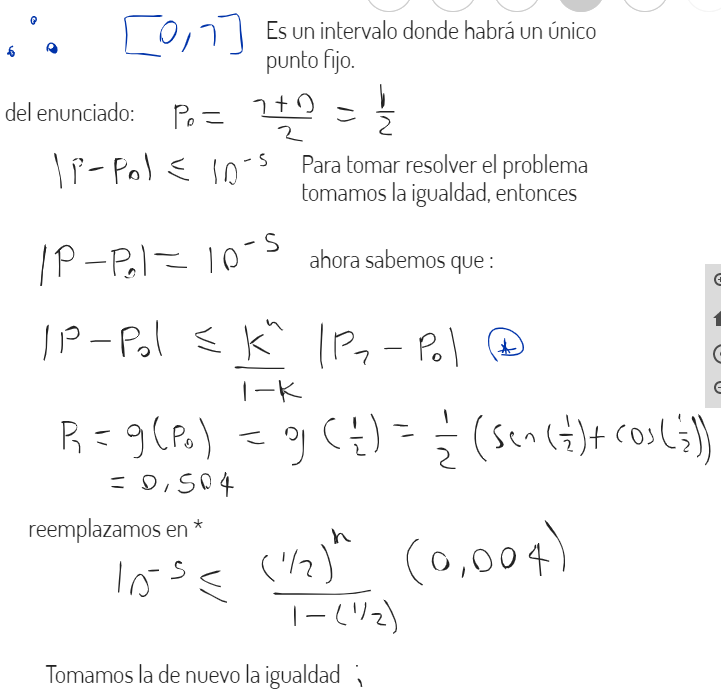 ∴ [0,1] Es un intervalo donde habrá un único
punto fijo.
del enunciado: P₀ = (1+0)/2 = 1/2
|P-P₀| ≤ 10⁻⁵ Para tomar resolver el problema
tomamos la igualdad, entonces
|P-P₀| = 10⁻⁵ ahora sabemos que :
|P-P₀| ≤ kⁿ/(1-k) |P₁-P₀| *
P₁ = g(P₀) = g(1/2) = 1/2 (sen(1/2)+cos(1/2))
= 0,504
reemplazamos en *
10⁻⁵ ≤ (1/2)ⁿ/(1-(1/2)) (0,004)
Tomamos la de nuevo la igualdad ;